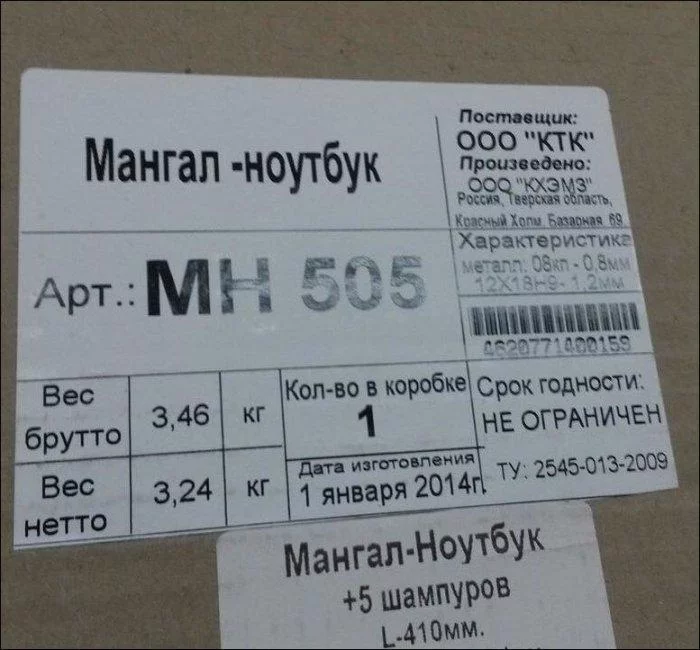 Мангал -ноутбук
Поставщик:
ООО "КТК"
Произведено:
ООО "КХЭМЗ"
Россия, Тверская область,
Красный Холм, Базарная 69
Арт.: МН 505
Характеристика
металл: 08кп - 0,8мм
12Х18Н9- 1,2мм
4620771400159
Вес брутто
3,46
кг
Кол-во в коробке
1
Срок годности:
НЕ ОГРАНИЧЕН
Вес нетто
3,24
кг
Дата изготовления
1 января 2014г.
ТУ: 2545-013-2009
Мангал-Ноутбук
+5 шампуров
L-410мм.